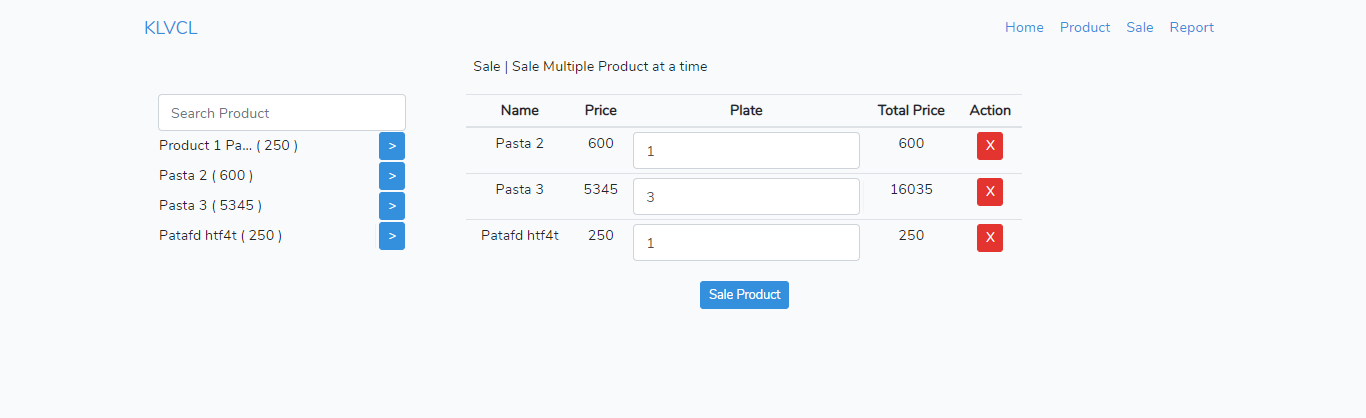 KLVCL
Home Product Sale Report
Sale | Sale Multiple Product at a time
Search Product
Product 1 Pa... ( 250 ) >
Pasta 2 ( 600 ) >
Pasta 3 ( 5345 ) >
Patafd htf4t ( 250 ) >
Name Price Plate Total Price Action
Pasta 2 600 1 600 X
Pasta 3 5345 3 16035 X
Patafd htf4t 250 1 250 X
Sale Product